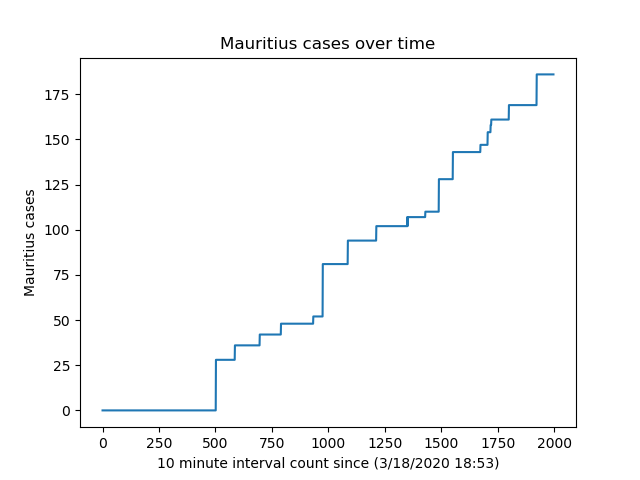 Mauritius cases over time
Mauritius cases
175
150
125
100
75
50
25
0
0 250 500 750 1000 1250 1500 1750 2000
10 minute interval count since (3/18/2020 18:53)